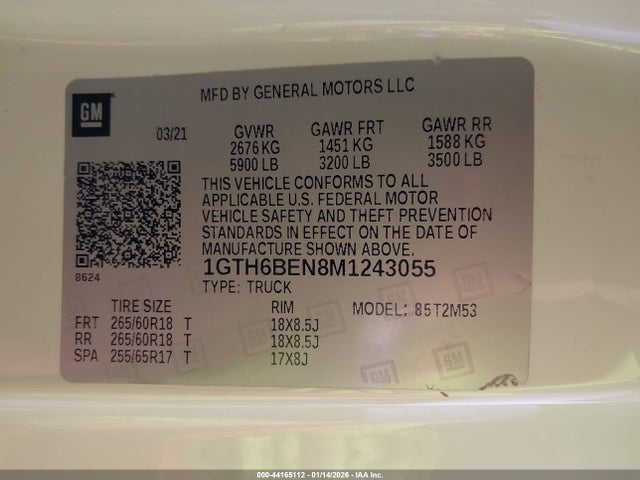 GM
MFD BY GENERAL MOTORS LLC
03/21 GVWR GAWR FRT GAWR RR
2676 KG 1451 KG 1588 KG
5900 LB 3200 LB 3500 LB
THIS VEHICLE CONFORMS TO ALL
APPLICABLE U.S. FEDERAL MOTOR
VEHICLE SAFETY AND THEFT PREVENTION
STANDARDS IN EFFECT ON THE DATE OF
MANUFACTURE SHOWN ABOVE.
8624
1GTH6BEN8M1243055
TYPE: TRUCK
TIRE SIZE RIM MODEL: 85T2M53
FRT 265/60R18 T 18X8.5J
RR 265/60R18 T 18X8.5J
SPA 255/65R17 T 17X8J
GM
GM
GM
000-44165112 - 01/14/2026 - IAA Inc.